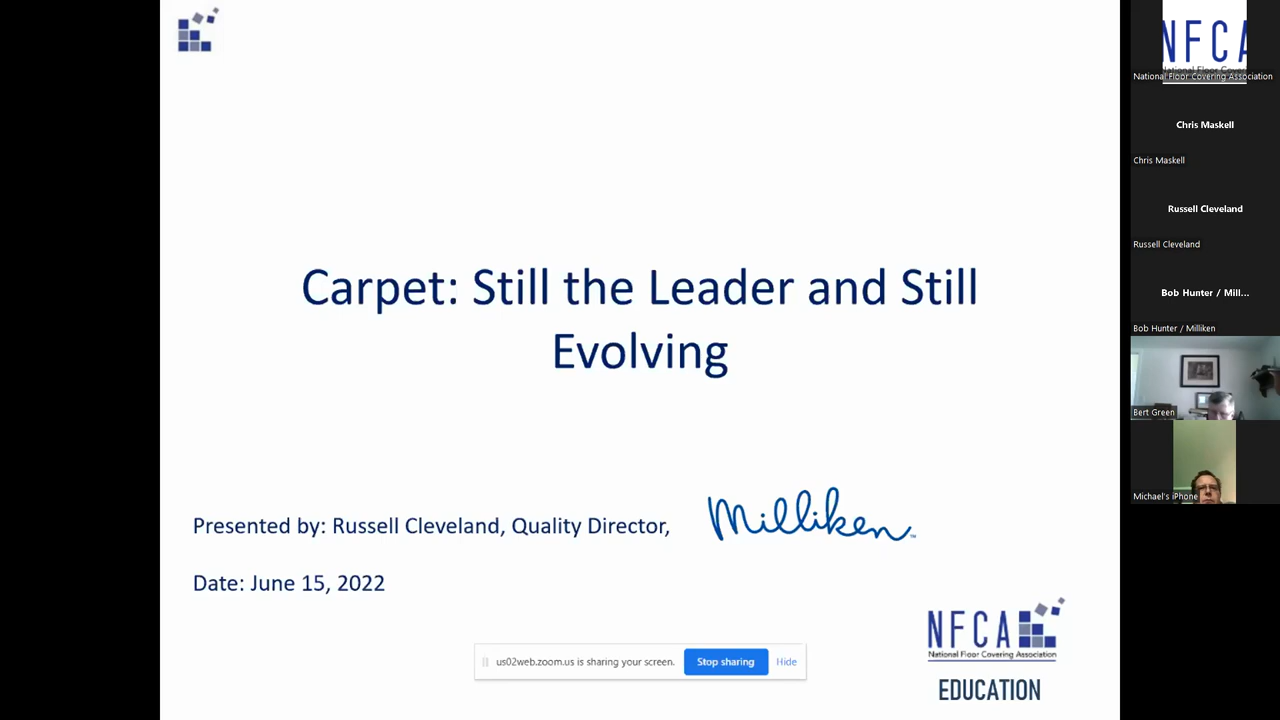 Carpet: Still the Leader and Still
Evolving
Presented by: Russell Cleveland, Quality Director,
Milliken™
Date: June 15, 2022
us02web.zoom.us is sharing your screen.
Stop sharing
Hide
NFCA
National Floor Covering Association
EDUCATION
NFCA
National Floor Covering Association
Chris Maskell
Chris Maskell
Russell Cleveland
Russell Cleveland
Bob Hunter / Mill...
Bob Hunter / Milliken
Bert Green
Michael's iPhone